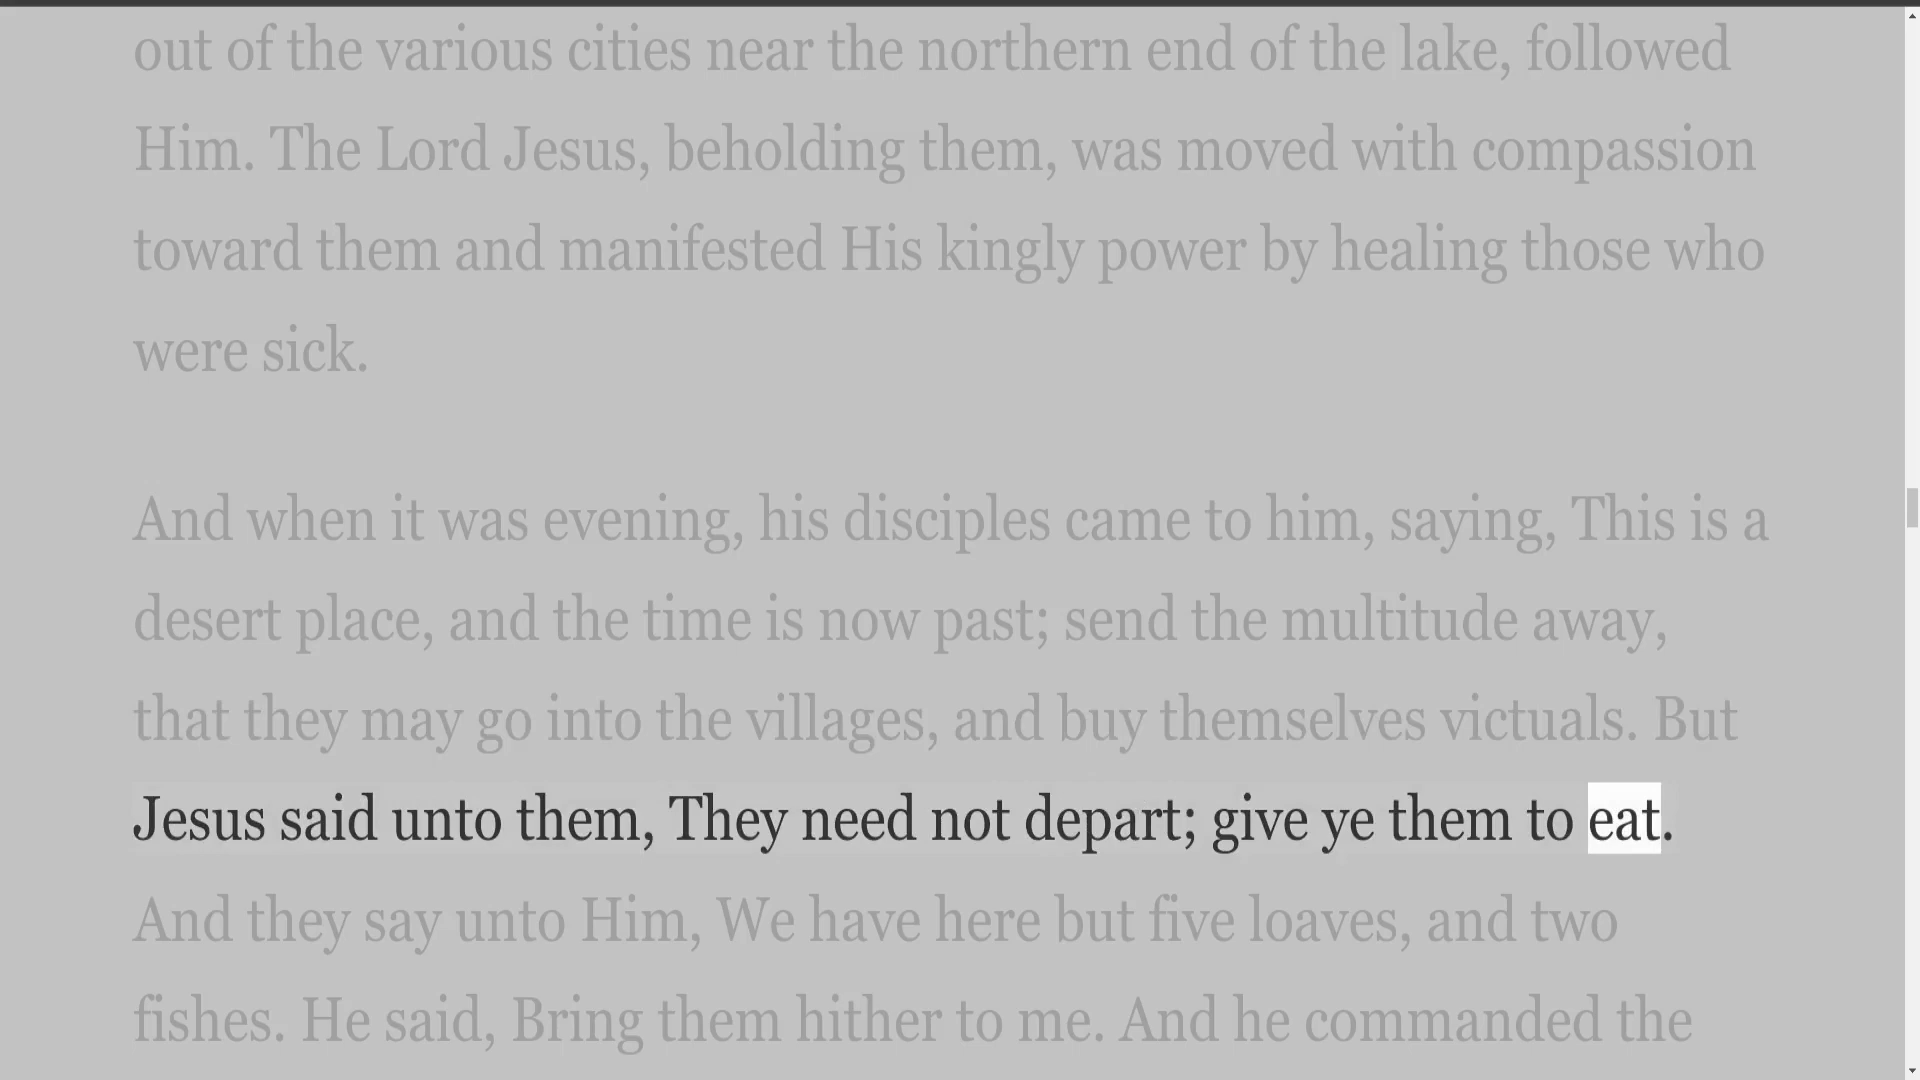 out of the various cities near the northern end of the lake, followed
Him. The Lord Jesus, beholding them, was moved with compassion
toward them and manifested His kingly power by healing those who
were sick.
And when it was evening, his disciples came to him, saying, This is a
desert place, and the time is now past; send the multitude away,
that they may go into the villages, and buy themselves victuals. But
Jesus said unto them, They need not depart; give ye them to eat.
And they say unto Him, We have here but five loaves, and two
fishes. He said, Bring them hither to me. And he commanded the